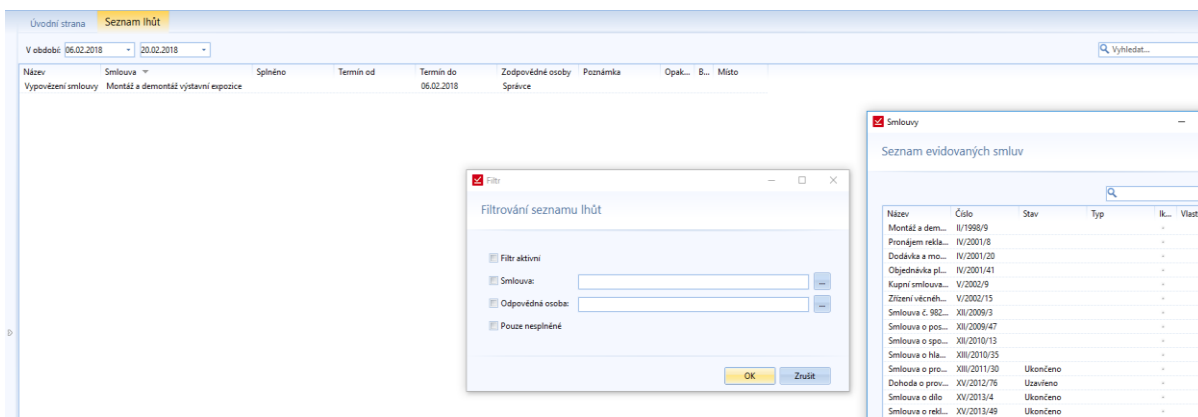 Úvodní strana Seznam lhůt
V období: 06.02.2018 20.02.2018 Vyhledat...
Název Smlouva Splněno Termín od Termín do Zodpovědné osoby Poznámka Opak... B... Místo
Vypovězení smlouvy Montáž a demontáž výstavní expozice 06.02.2018 Správce
Filtr
Filtrování seznamu lhůt
Filtr aktivní
Smlouva: ...
Odpovědná osoba: ...
Pouze nesplněné
OK Zrušit
Smlouvy
Seznam evidovaných smluv
Název Číslo Stav Typ Ik... Vlast
Montáž a dem... II/1998/9
Pronájem rekla... IV/2001/8
Dodávka a mo... IV/2001/20
Objednávka pl... IV/2001/41
Kupní smlouva... V/2002/9
Zřízení věcnéh... V/2002/15
Smlouva č. 982... XII/2009/3
Smlouva o pos... XII/2009/47
Smlouva o spo... XII/2010/13
Smlouva o hla... XIII/2010/35
Smlouva o pro... XIII/2011/30 Ukončeno
Dohoda o prov... XV/2012/76 Uzavřeno
Smlouva o dílo XV/2013/4 Ukončeno
Smlouva o rekl... XV/2013/49 Ukončeno